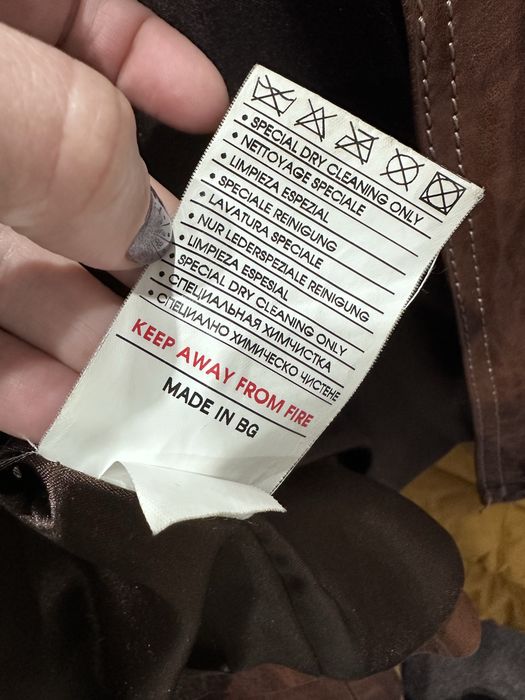 • SPECIAL DRY CLEANING ONLY
• NETTOYAGE SPECIALE
• LIMPIEZA ESPEZIAL
• SPECIALE REINIGUNG
• LAVATURA SPECIALE
• NUR LEDERSPEZIALE REINIGUNG
• LIMPIEZA ESPESIAL
• SPECIAL DRY CLEANING ONLY
• СПЕЦИАЛЬНАЯ ХИМЧИСТКА
• СПЕЦИАЛНО ХИМИЧЕСКО ЧИСТЕНЕ
KEEP AWAY FROM FIRE
MADE IN BG